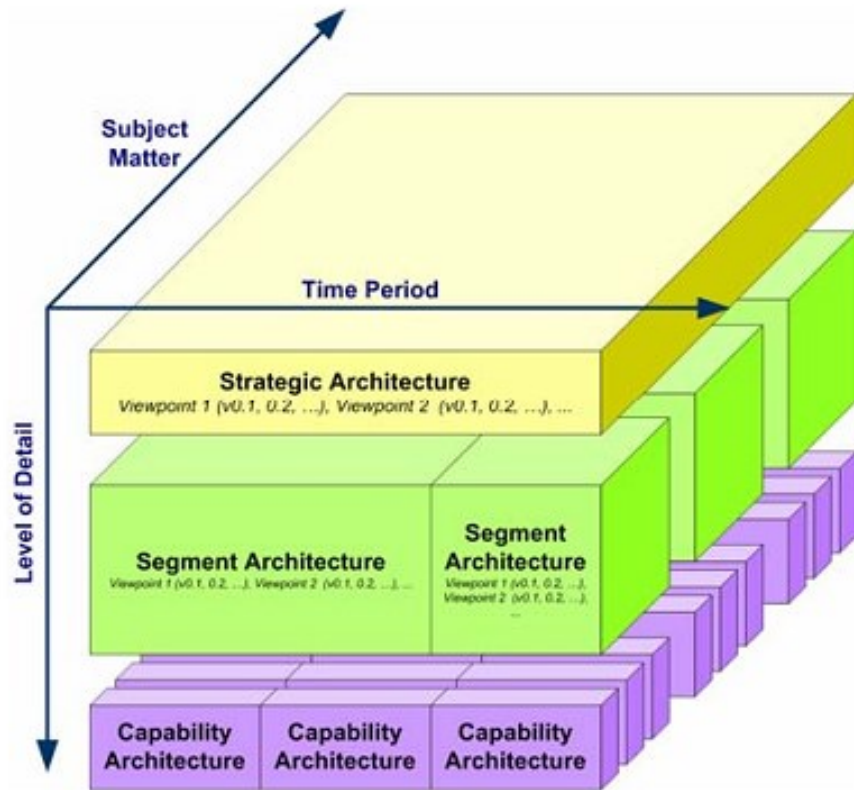 Subject
Matter
Time Period
Level of Detail
Strategic Architecture
Viewpoint 1 (v0.1, 0.2, ...), Viewpoint 2 (v0.1, 0.2, ...), ...
Segment Architecture
Viewpoint 1 (v0.1, 0.2, ...), Viewpoint 2 (v0.1, 0.2, ...), ...
Segment
Architecture
Viewpoint 1 (v0.1, 0.2, ...),
Viewpoint 2 (v0.1, 0.2, ...),
...
Capability
Architecture
Capability
Architecture
Capability
Architecture